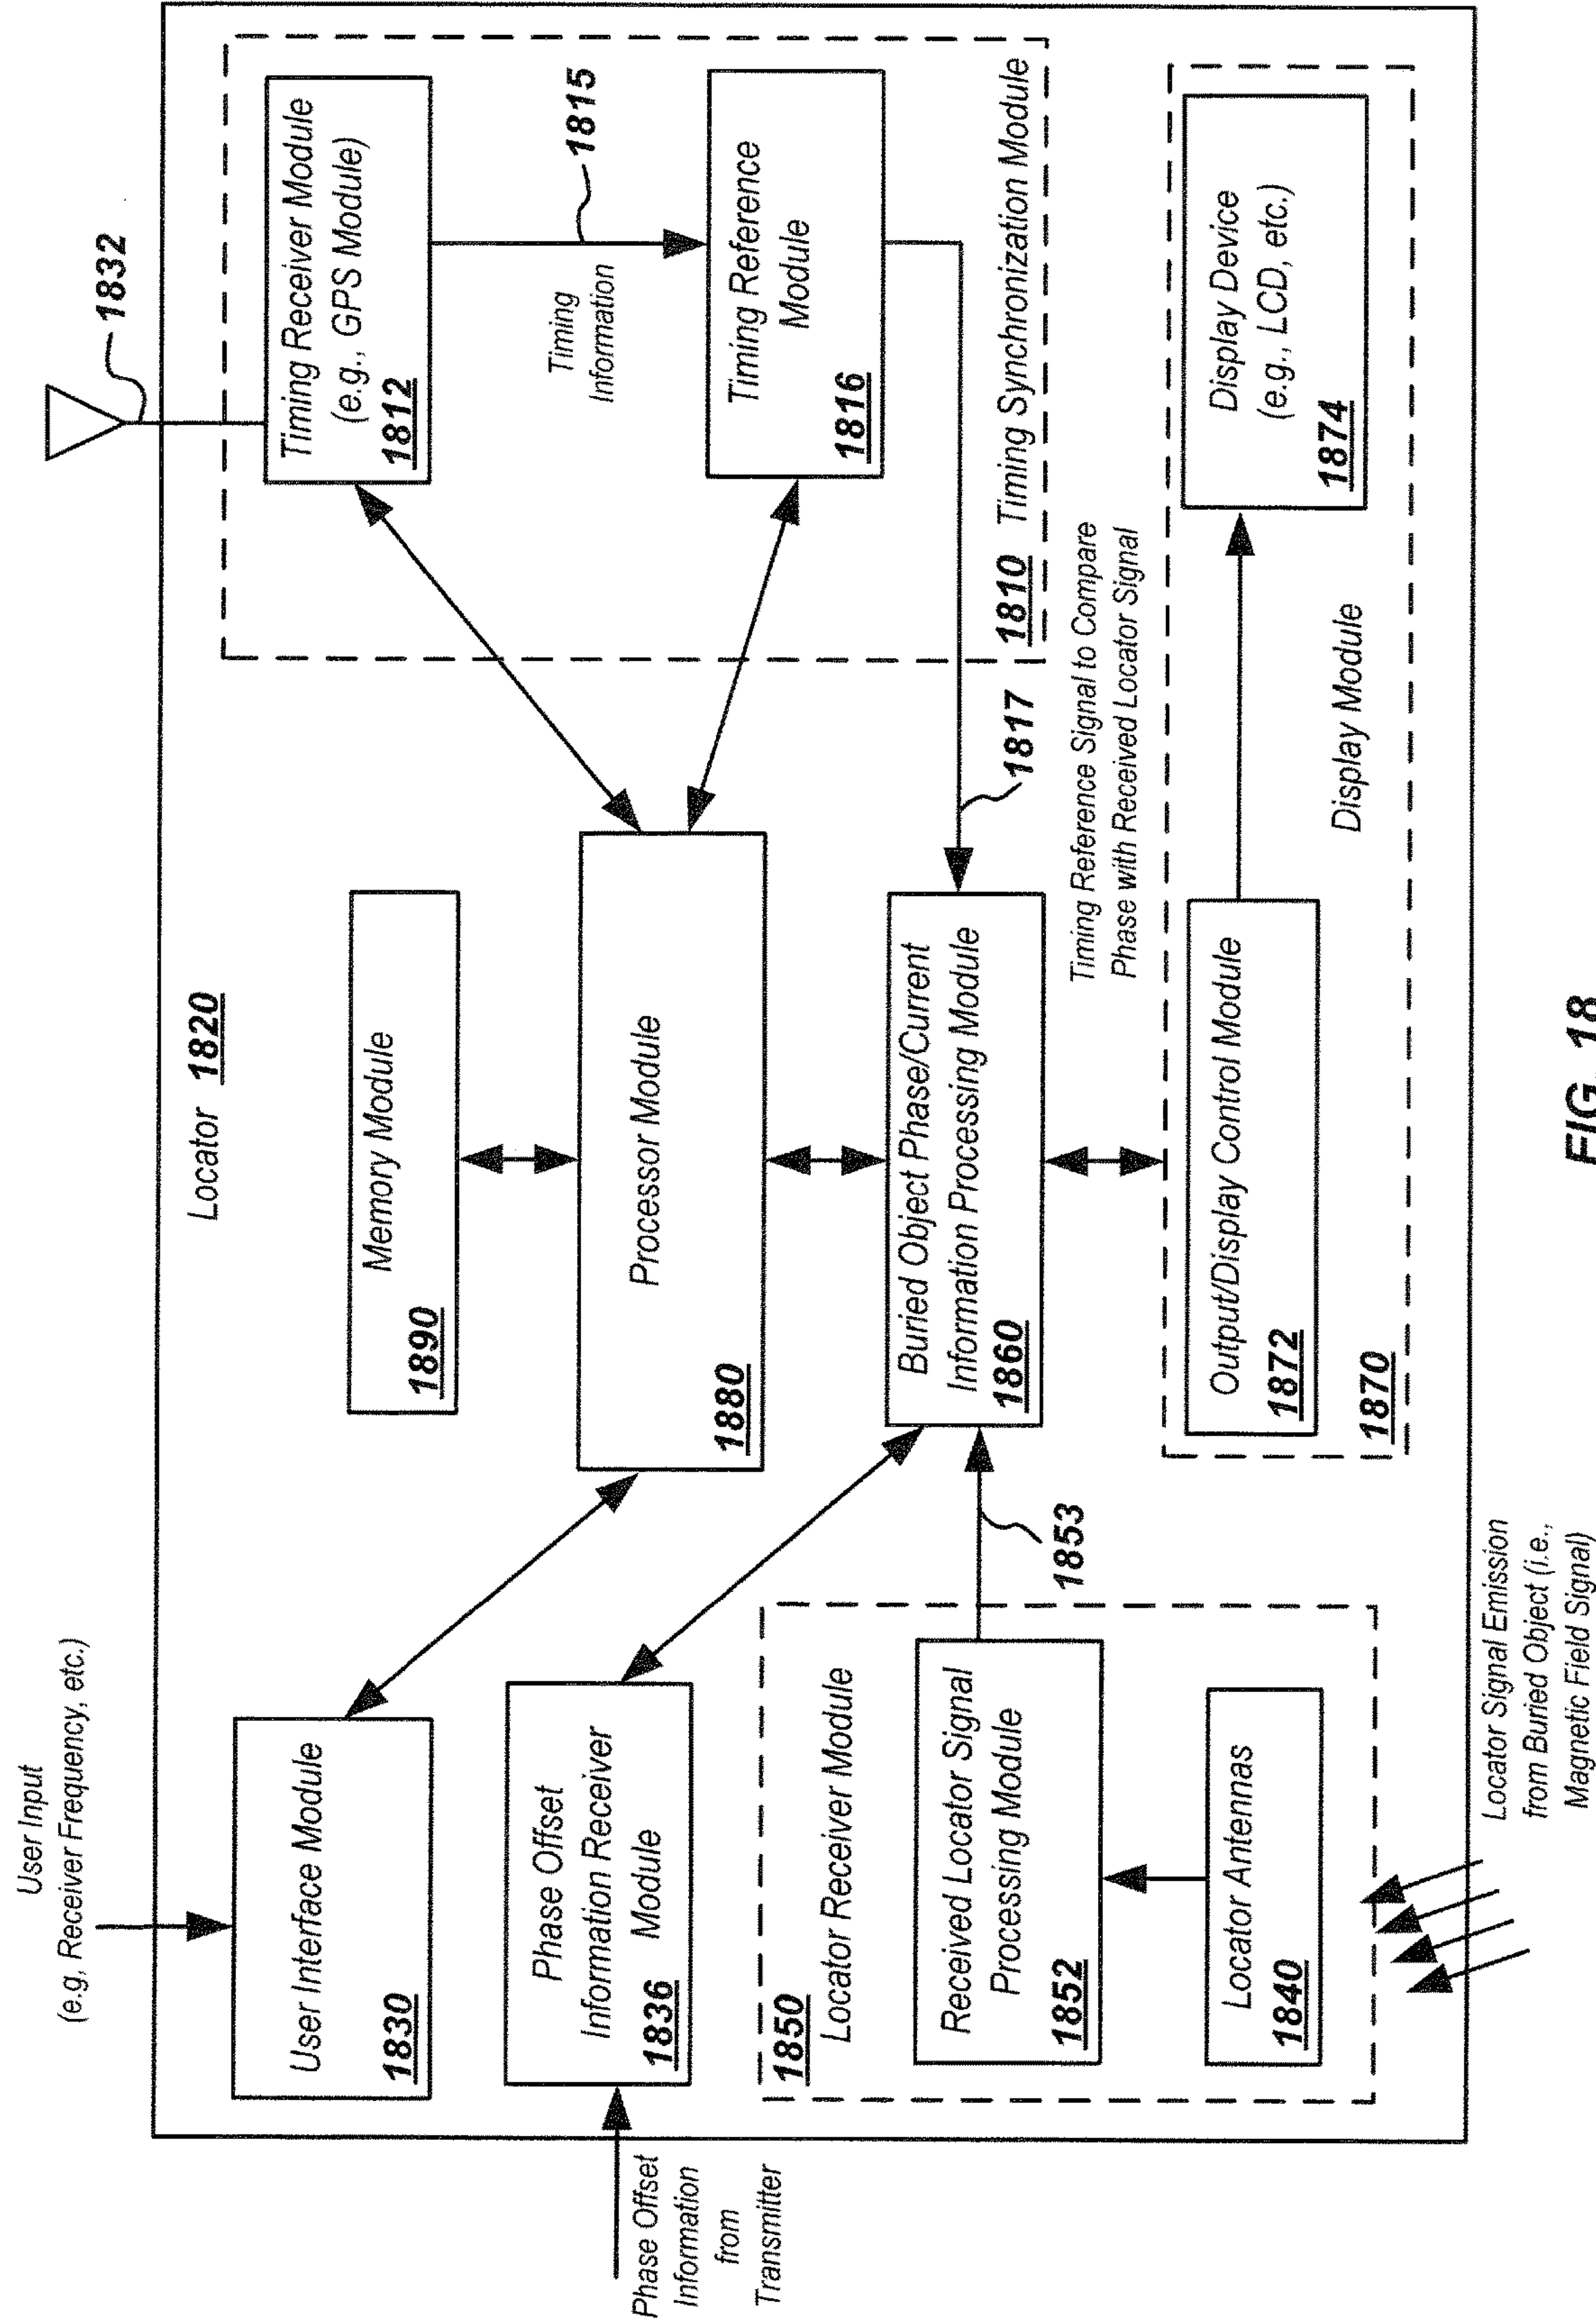 User Input
(e.g, Receiver Frequency, etc.)
Locator 1820
1832
User Interface Module
1830
Memory Module
1890
Timing Receiver Module
(e.g., GPS Module)
1812
Timing
Information
1815
Phase Offset
Information
from
Transmitter
Phase Offset
Information Receiver
Module
1836
Processor Module
1880
Timing Reference
Module
1816
1850
Locator Receiver Module
Received Locator Signal
Processing Module
1852
1853
Buried Object Phase/Current
Information Processing Module
1860
1817
1810 Timing Synchronization Module
Timing Reference Signal to Compare
Phase with Received Locator Signal
Locator Antennas
1840
Output/Display Control Module
1872
Display Device
(e.g., LCD, etc.)
1874
1870
Display Module
Locator Signal Emission
from Buried Object (i.e.,
Magnetic Field Signal)
FIG. 18